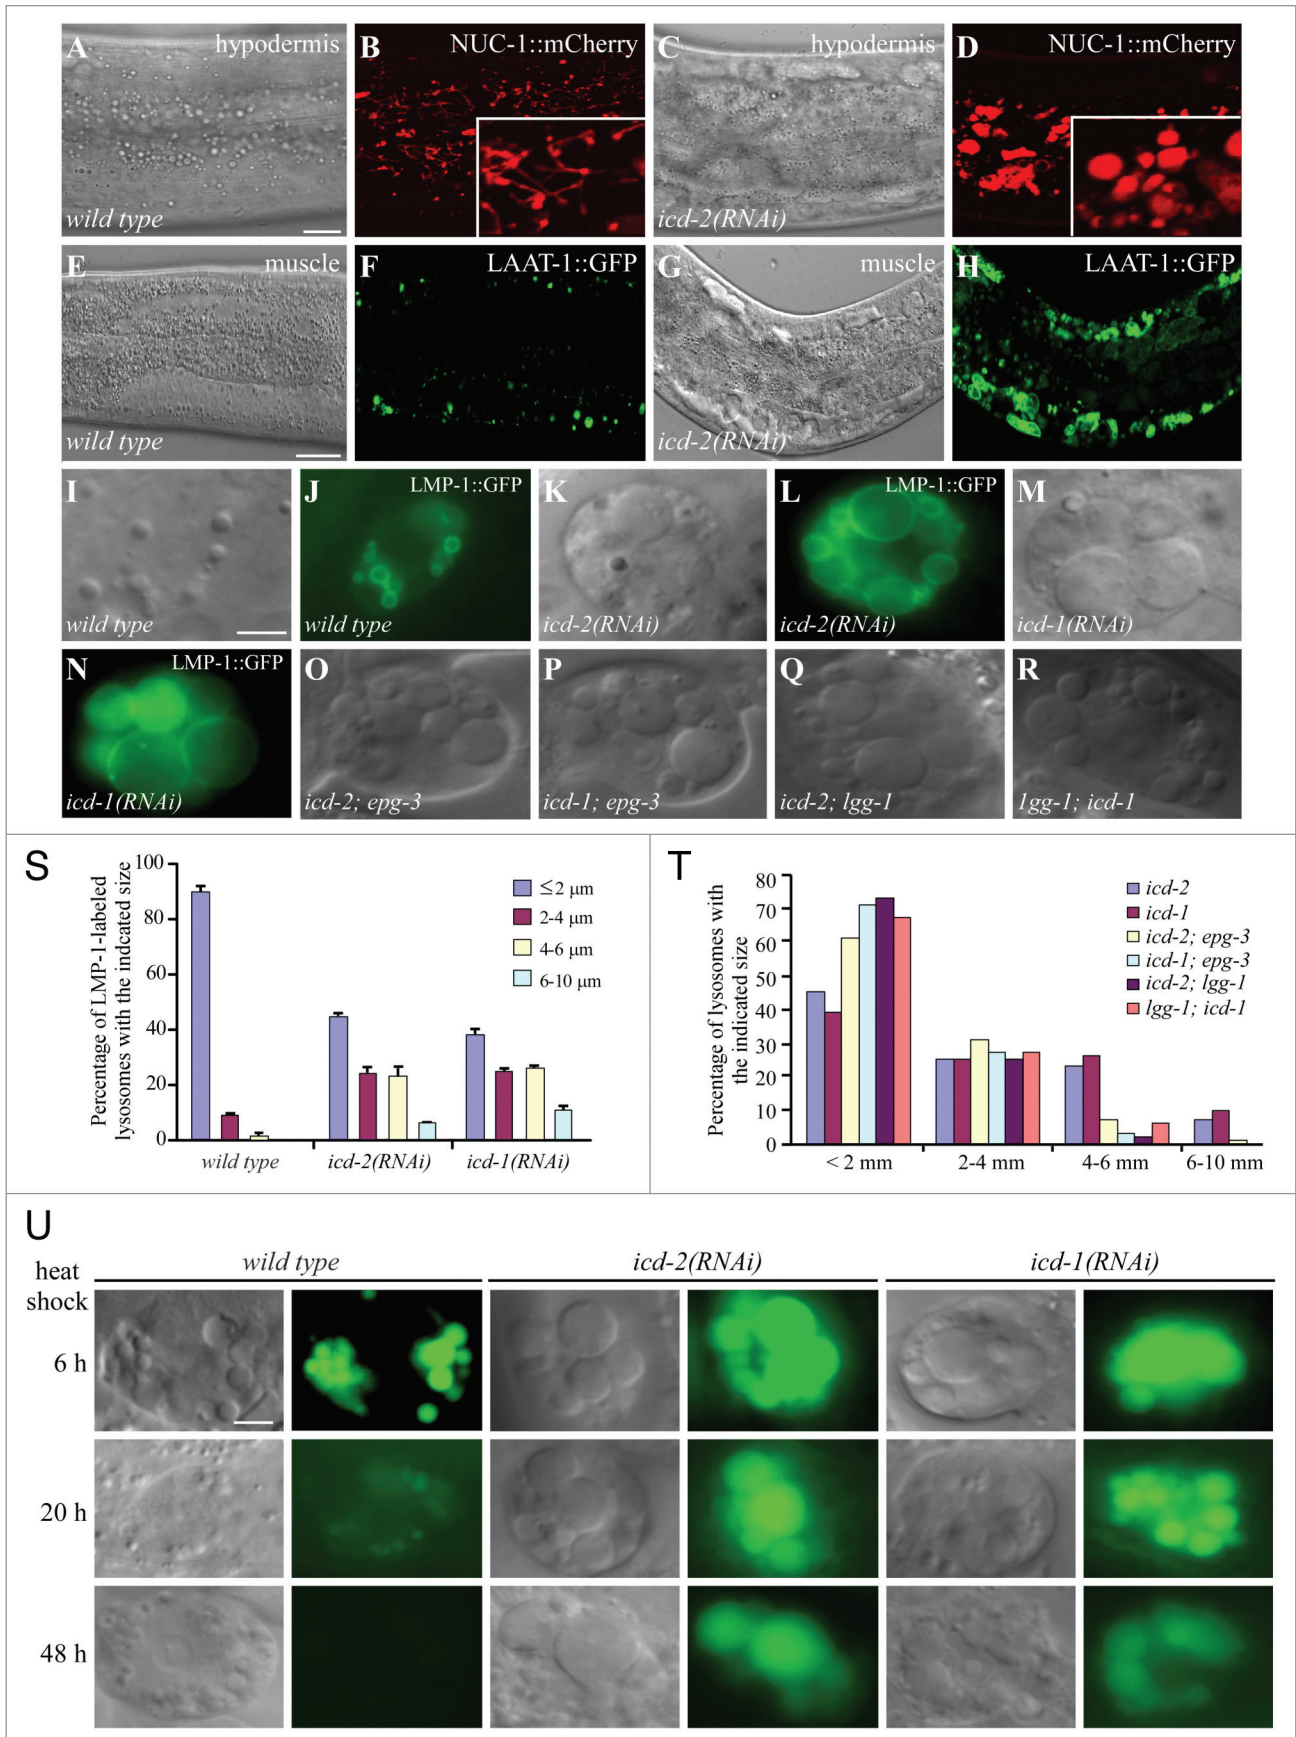 A hypodermis wild type
B NUC-1::mCherry
C hypodermis icd-2(RNAi)
D NUC-1::mCherry
E muscle wild type
F LAAT-1::GFP
G muscle icd-2(RNAi)
H LAAT-1::GFP
I wild type
J LMP-1::GFP wild type
K icd-2(RNAi)
L LMP-1::GFP icd-2(RNAi)
M icd-1(RNAi)
N LMP-1::GFP icd-1(RNAi)
O icd-2; epg-3
P icd-1; epg-3
Q icd-2; lgg-1
R 1gg-1; icd-1
S
Percentage of LMP-1-labeled
lysosomes with the indcated size
100
80
60
40
20
0
wild type icd-2(RNAi) icd-1(RNAi)
≤2 µm
2-4 µm
4-6 µm
6-10 µm
T
Percentage of lysosomes with
the indicated size
80
70
60
50
40
30
20
10
0
< 2 mm 2-4 mm 4-6 mm 6-10 mm
icd-2
icd-1
icd-2; epg-3
icd-1; epg-3
icd-2; lgg-1
lgg-1; icd-1
U
heat
shock
wild type icd-2(RNAi) icd-1(RNAi)
6 h
20 h
48 h